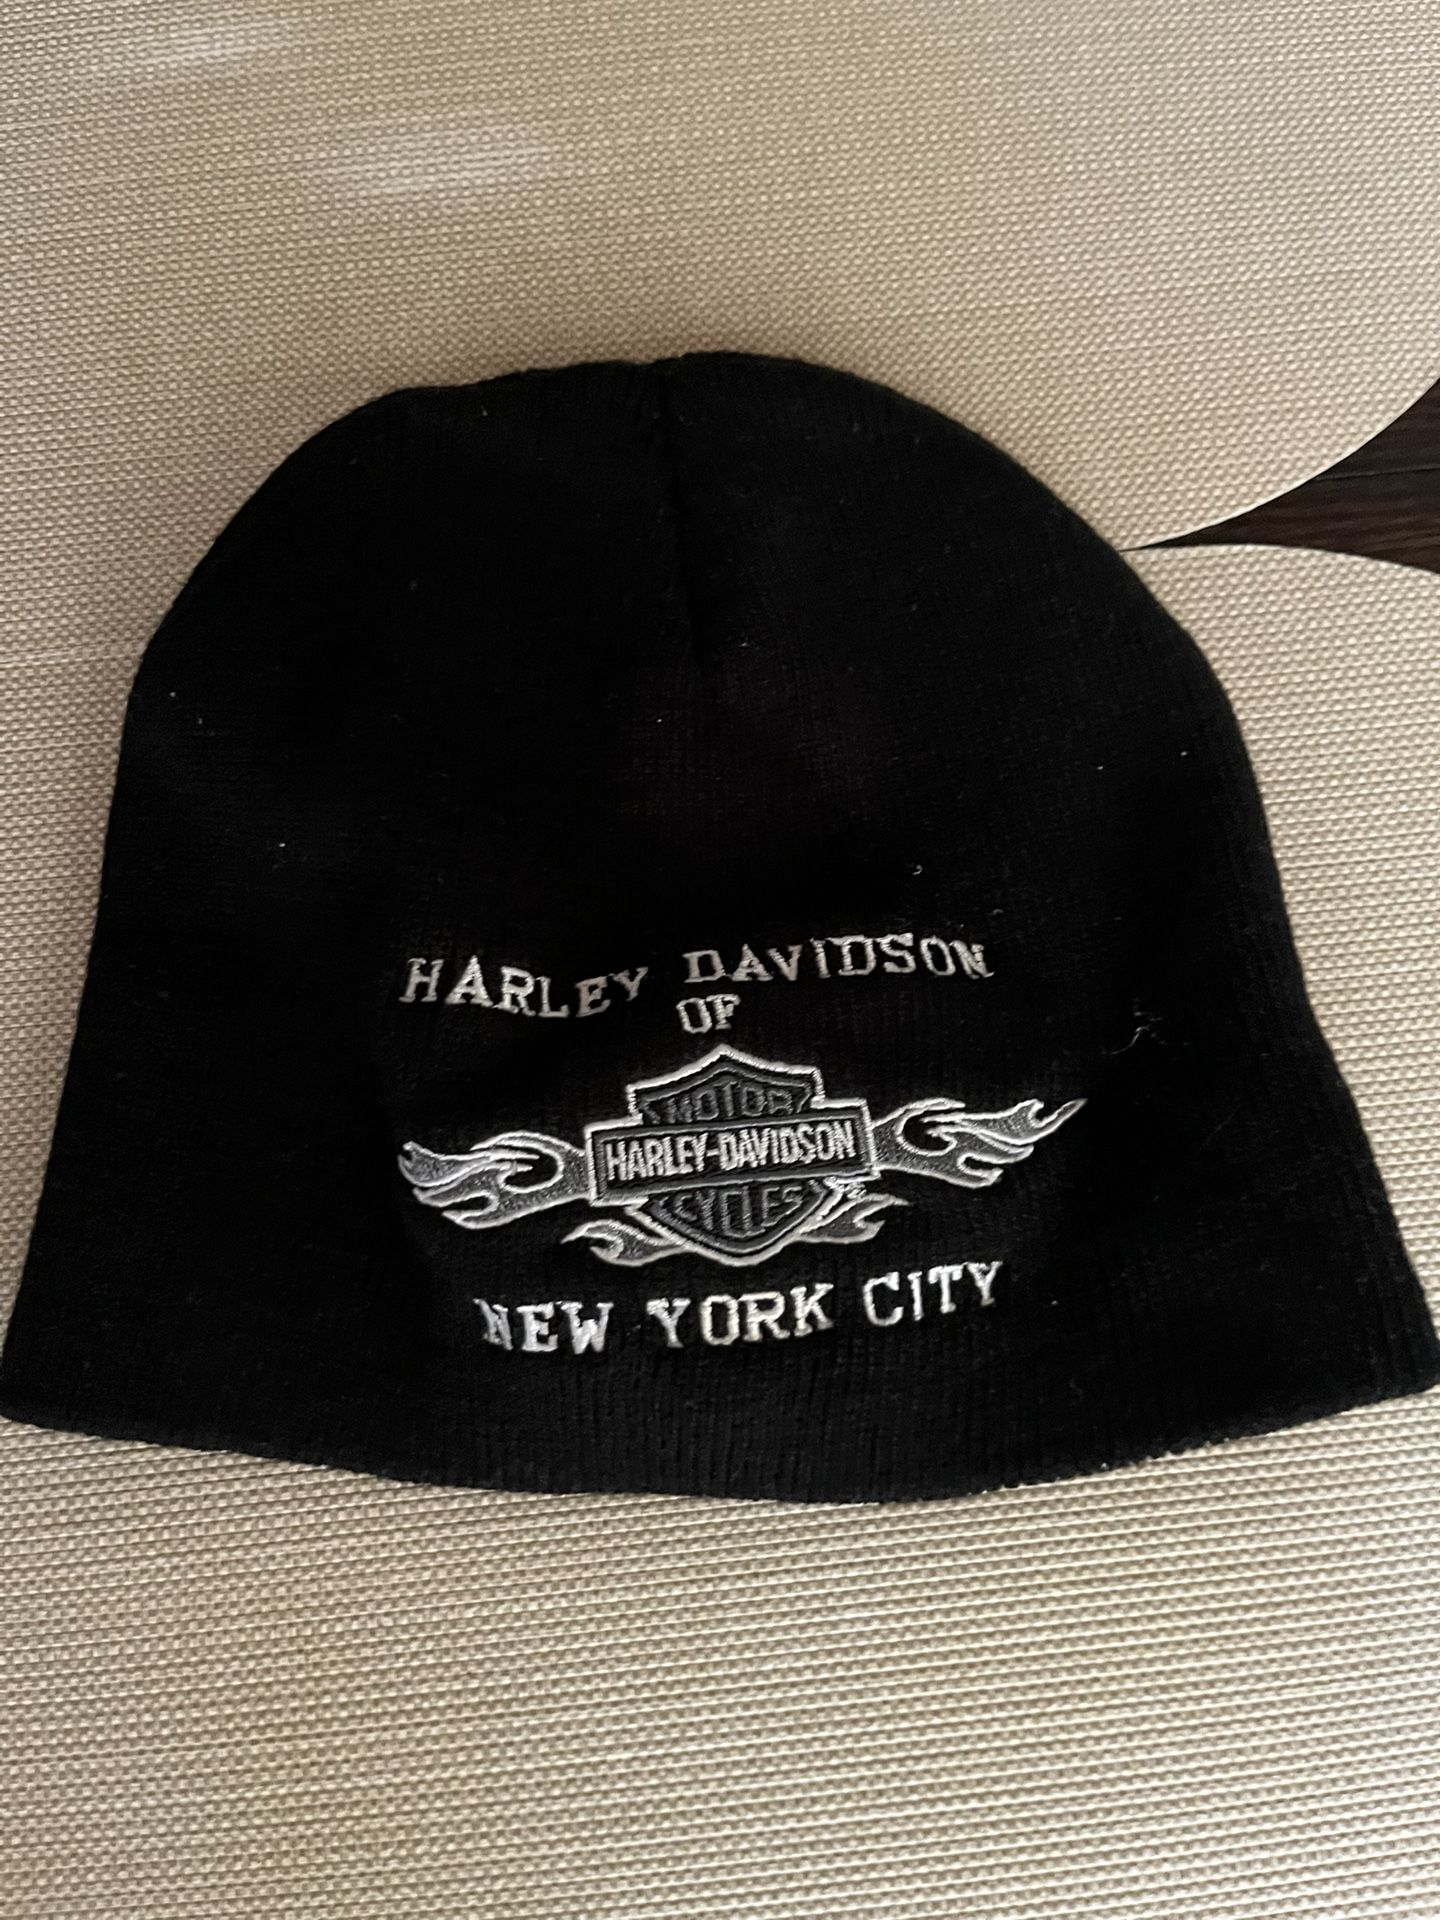 HARLEY DAVIDSON
OF
MOTOR
HARLEY-DAVIDSON
CYCLES
NEW YORK CITY